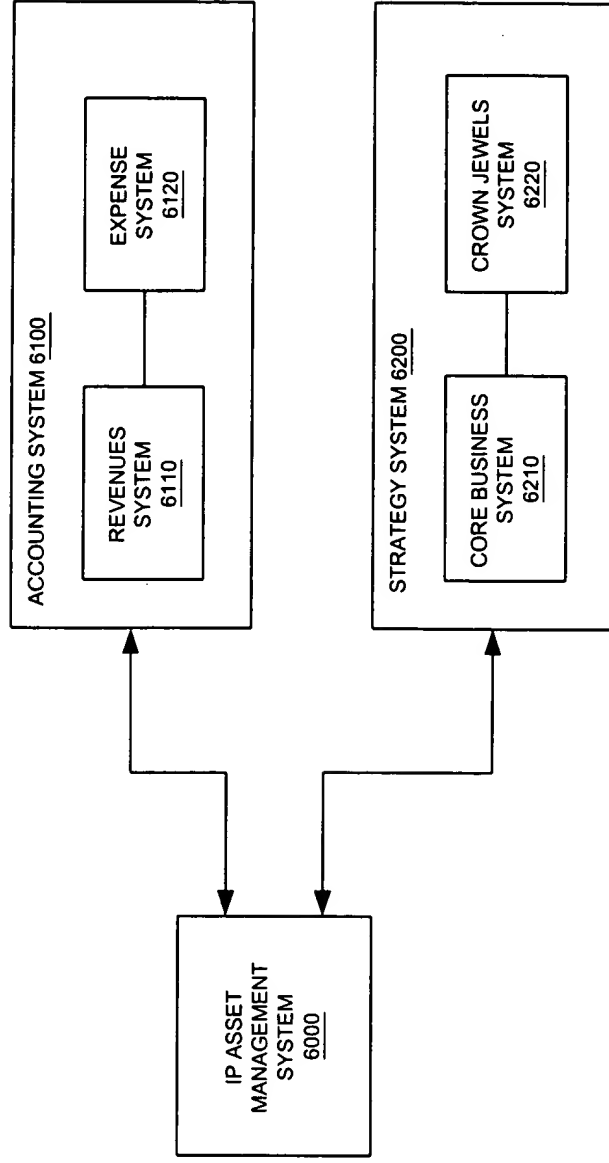 IP ASSET
MANAGEMENT
SYSTEM
6000
ACCOUNTING SYSTEM 6100
REVENUES
SYSTEM
6110
EXPENSE
SYSTEM
6120
STRATEGY SYSTEM 6200
CORE BUSINESS
SYSTEM
6210
CROWN JEWELS
SYSTEM
6220